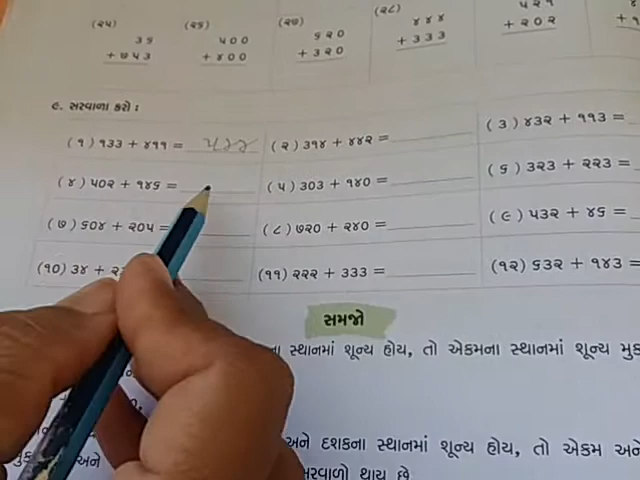 (૨૫) (૨૬) (૨૭) (૨૮)
૩૬ ૫૦૦ ૬૨૦ ૪૪૪
+ ૭૫૩ + ૪૦૦ + ૩૨૦ + ૩૩૩ + ૨૦૨
૯. સરવાળા કરો :
(૧) ૧૩૩ + ૪૧૧ = ૫૪૪ (૨) ૩૧૪ + ૪૪૨ = (૩) ૪૩૨ + ૧૧૩ =
(૪) ૫૦૨ + ૧૪૬ = (૫) ૩૦૩ + ૧૪૦ = (૬) ૩૨૩ + ૨૨૩ =
(૭) ૬૦૪ + ૨૦૫ = (૮) ૭૨૦ + ૨૪૦ = (૯) ૫૩૨ + ૪૬ =
(૧૦) ૩૪ + (૧૧) ૨૨૨ + ૩૩૩ = (૧૨) ૬૩૨ + ૧૪૩ =
સમજો
સ્થાનમાં શૂન્ય હોય, તો એકમના સ્થાનમાં શૂન્ય
અને દશકના સ્થાનમાં શૂન્ય હોય, તો એકમ
અને સરવાળો થાય છે